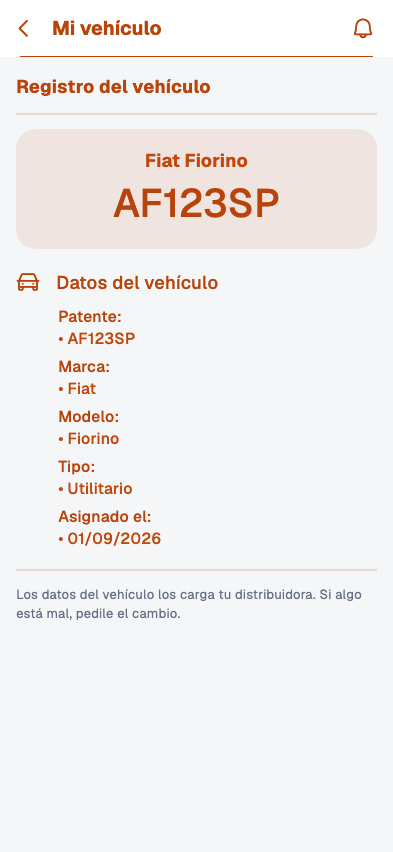 Mi vehículo
Registro del vehículo
Fiat Fiorino
AF123SP
Datos del vehículo
Patente:
• AF123SP
Marca:
• Fiat
Modelo:
• Fiorino
Tipo:
• Utilitario
Asignado el:
• 01/09/2026
Los datos del vehículo los carga tu distribuidora. Si algo
está mal, pedile el cambio.